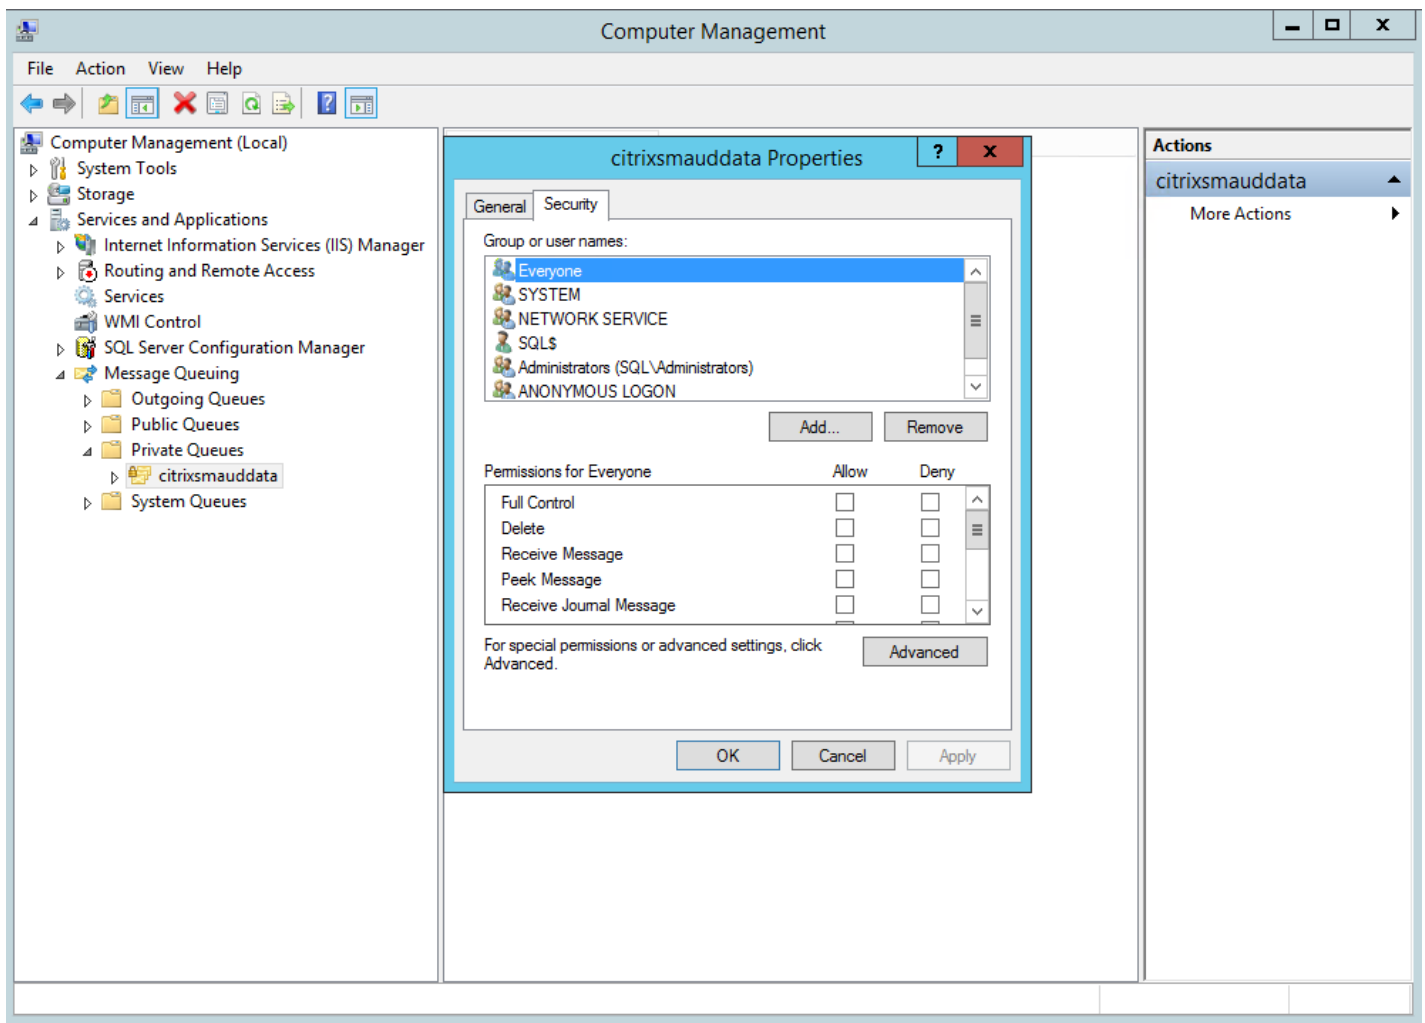 Computer Management
File Action View Help
Computer Management (Local)
System Tools
Storage
Services and Applications
Internet Information Services (IIS) Manager
Routing and Remote Access
Services
WMI Control
SQL Server Configuration Manager
Message Queuing
Outgoing Queues
Public Queues
Private Queues
citrixsmauddata
System Queues
citrixsmauddata Properties
? x
General Security
Group or user names:
Everyone
SYSTEM
NETWORK SERVICE
SQL$
Administrators (SQL\Administrators)
ANONYMOUS LOGON
Add... Remove
Permissions for Everyone Allow Deny
Full Control
Delete
Receive Message
Peek Message
Receive Journal Message
For special permissions or advanced settings, click
Advanced.
Advanced
OK Cancel Apply
Actions
citrixsmauddata
More Actions